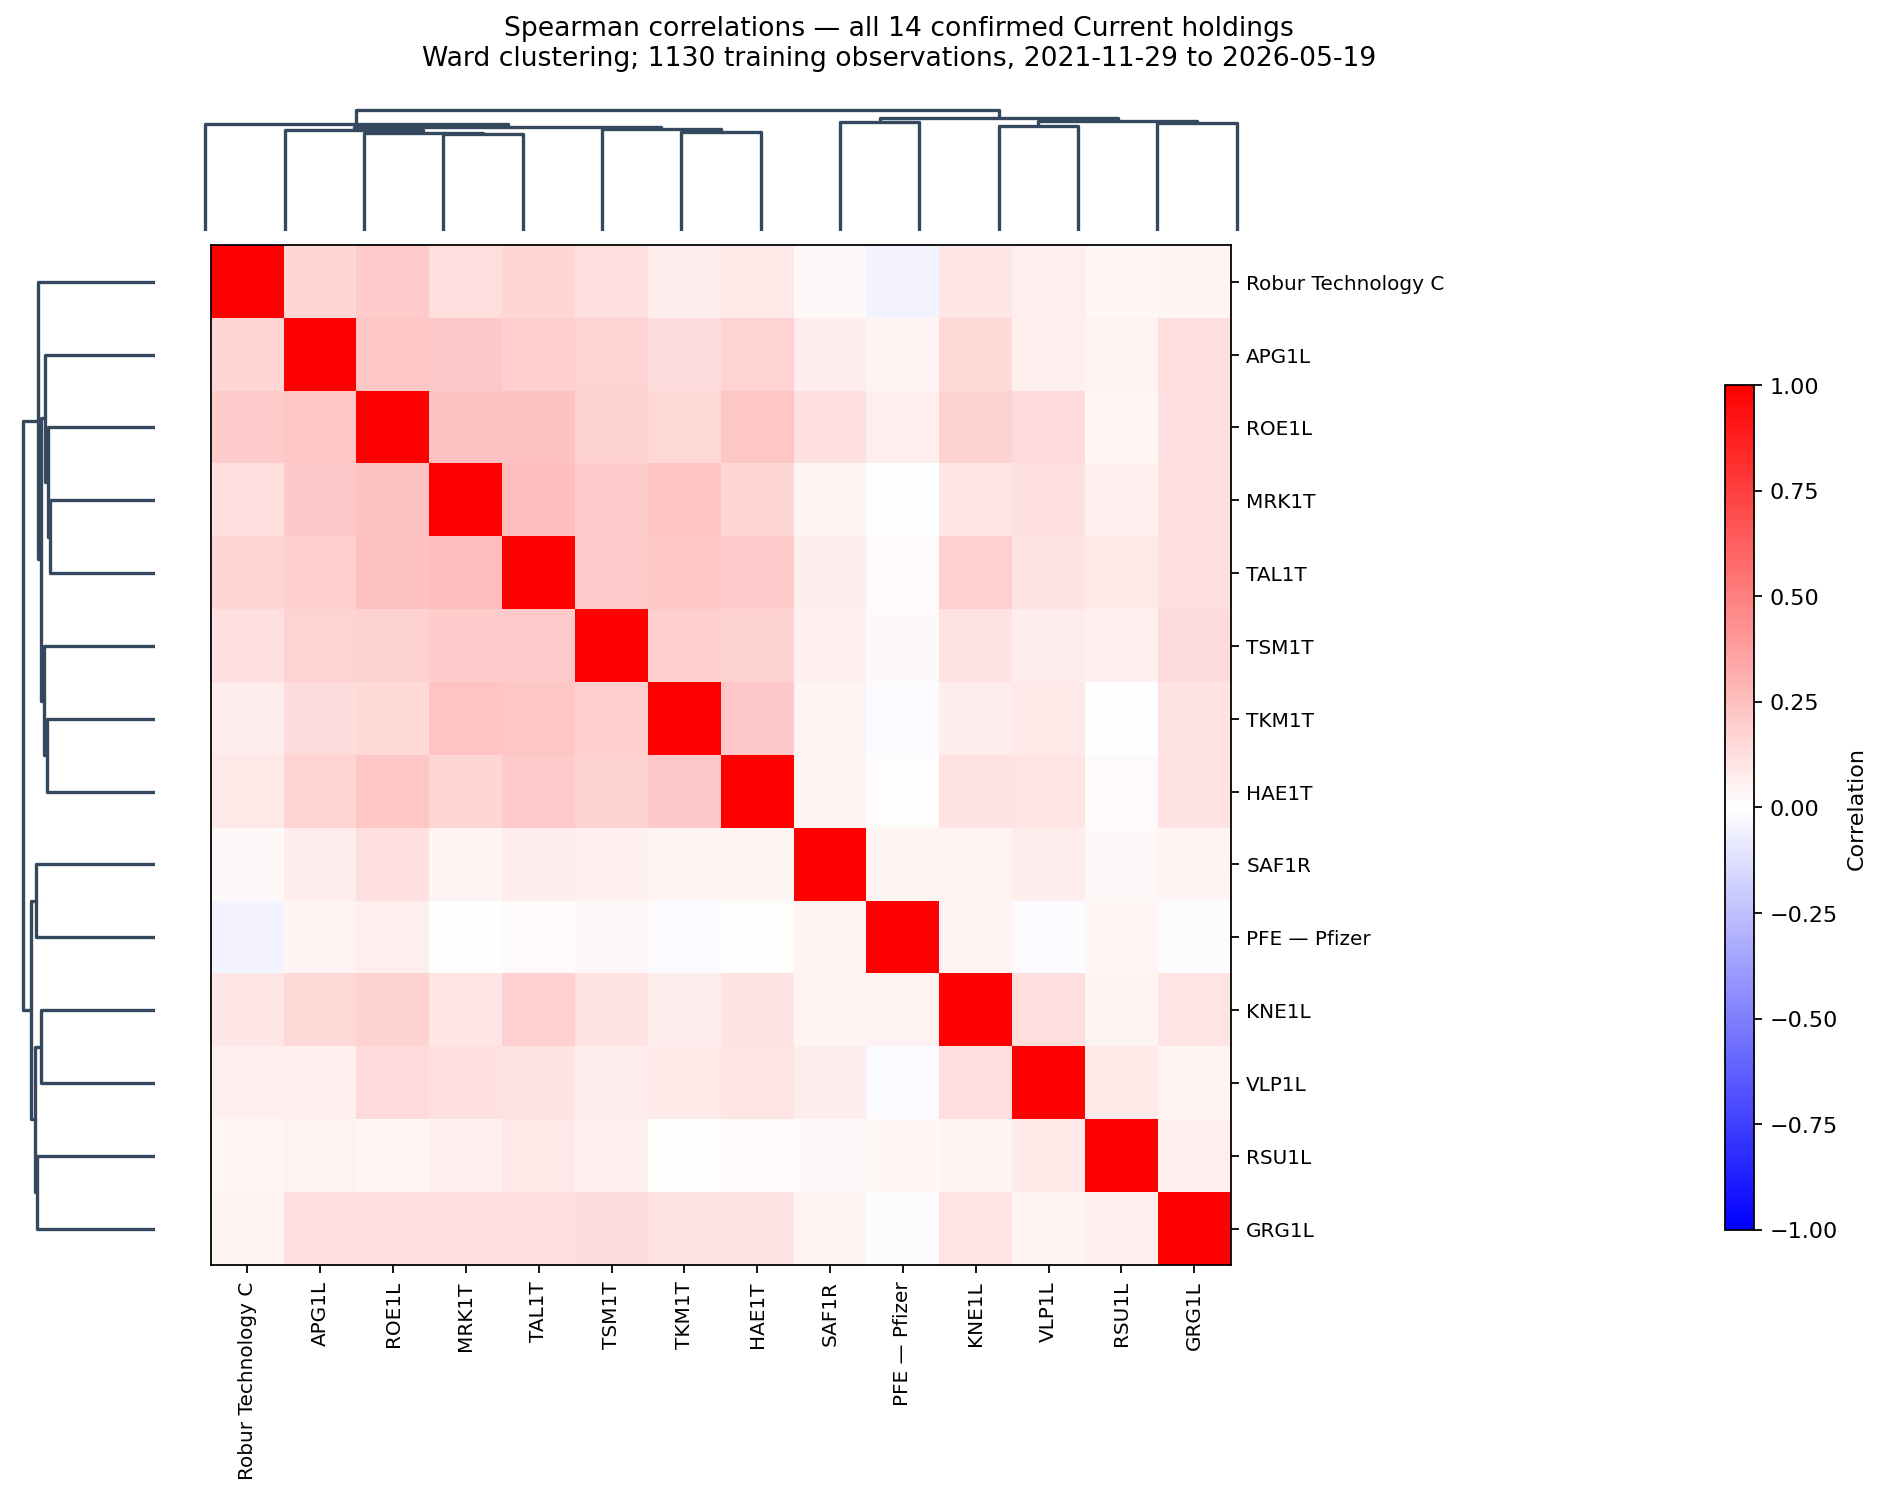 Spearman correlations — all 14 confirmed Current holdings
Ward clustering; 1130 training observations, 2021-11-29 to 2026-05-19
Robur Technology C
APG1L
ROE1L
MRK1T
TAL1T
TSM1T
TKM1T
HAE1T
SAF1R
PFE — Pfizer
KNE1L
VLP1L
RSU1L
GRG1L
1.00
0.75
0.50
0.25
0.00
−0.25
−0.50
−0.75
−1.00
Correlation
Robur Technology C
APG1L
ROE1L
MRK1T
TAL1T
TSM1T
TKM1T
HAE1T
SAF1R
PFE — Pfizer
KNE1L
VLP1L
RSU1L
GRG1L